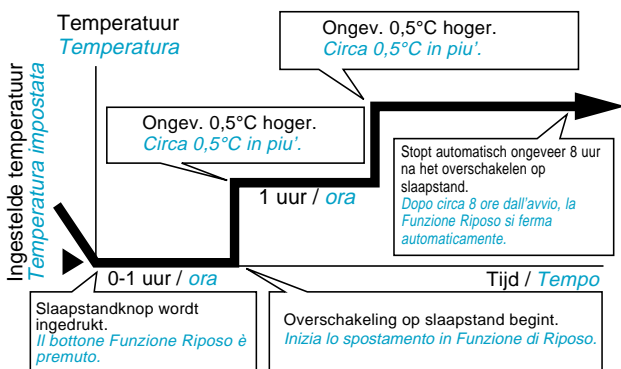 Temperatuur
Temperatura
Ongev. 0,5°C hoger.
Circa 0,5°C in piu'.
Ingestelde temperatuur
Temperatura impostata
Ongev. 0,5°C hoger.
Circa 0,5°C in piu'.
Stopt automatisch ongeveer 8 uur
na het overschakelen op
slaapstand.
Dopo circa 8 ore dall'avvio, la
Funzione Riposo si ferma
automaticamente.
1 uur / ora
0-1 uur / ora
Tijd / Tempo
Slaapstandknop wordt
ingedrukt.
Il bottone Funzione Riposo è
premuto.
Overschakeling op slaapstand begint.
Inizia lo spostamento in Funzione di Riposo.